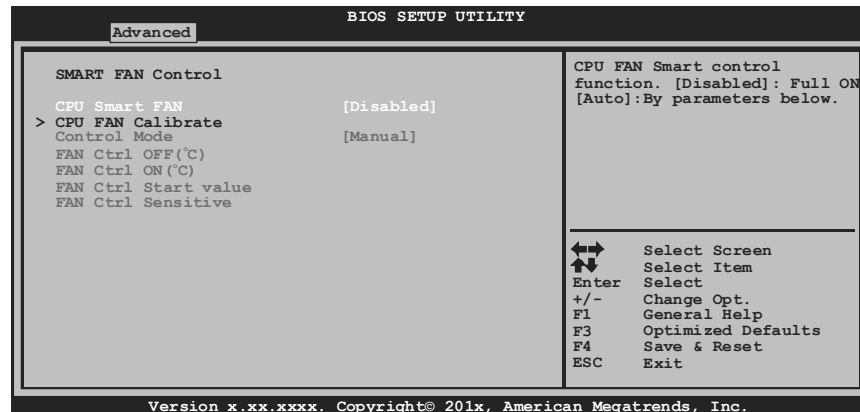 BIOS SETUP UTILITY
Advanced
SMART FAN Control
CPU Smart FAN [Disabled]
> CPU FAN Calibrate
Control Mode [Manual]
FAN Ctrl OFF(°C)
FAN Ctrl ON(°C)
FAN Ctrl Start value
FAN Ctrl Sensitive
CPU FAN Smart control
function. [Disabled]: Full ON
[Auto]:By parameters below.
Select Screen
Select Item
Enter Select
+/- Change Opt.
F1 General Help
F3 Optimized Defaults
F4 Save & Reset
ESC Exit
Version x.xx.xxxx. Copyright© 201x, American Megatrends, Inc.